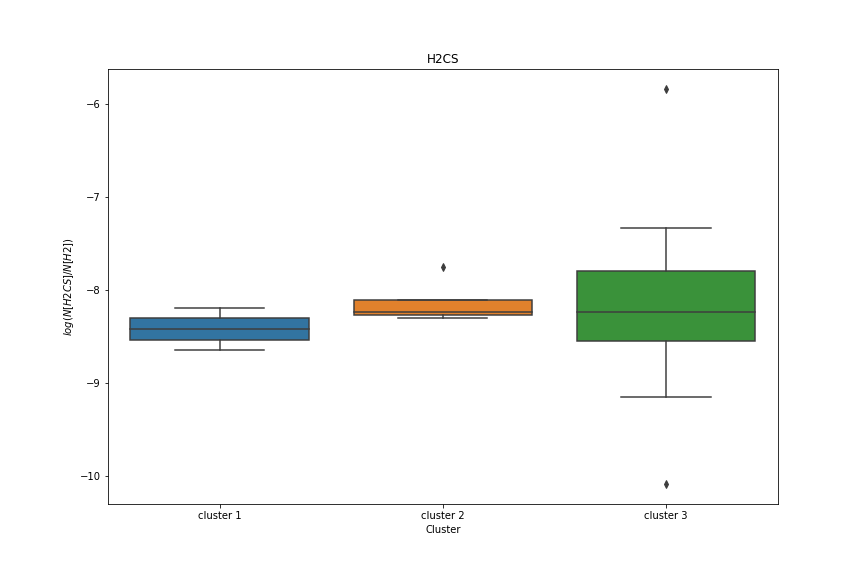 H2CS
−6
−7
−8
−9
−10
log(N[H2CS]/N[H2])
cluster 1
cluster 2
cluster 3
Cluster